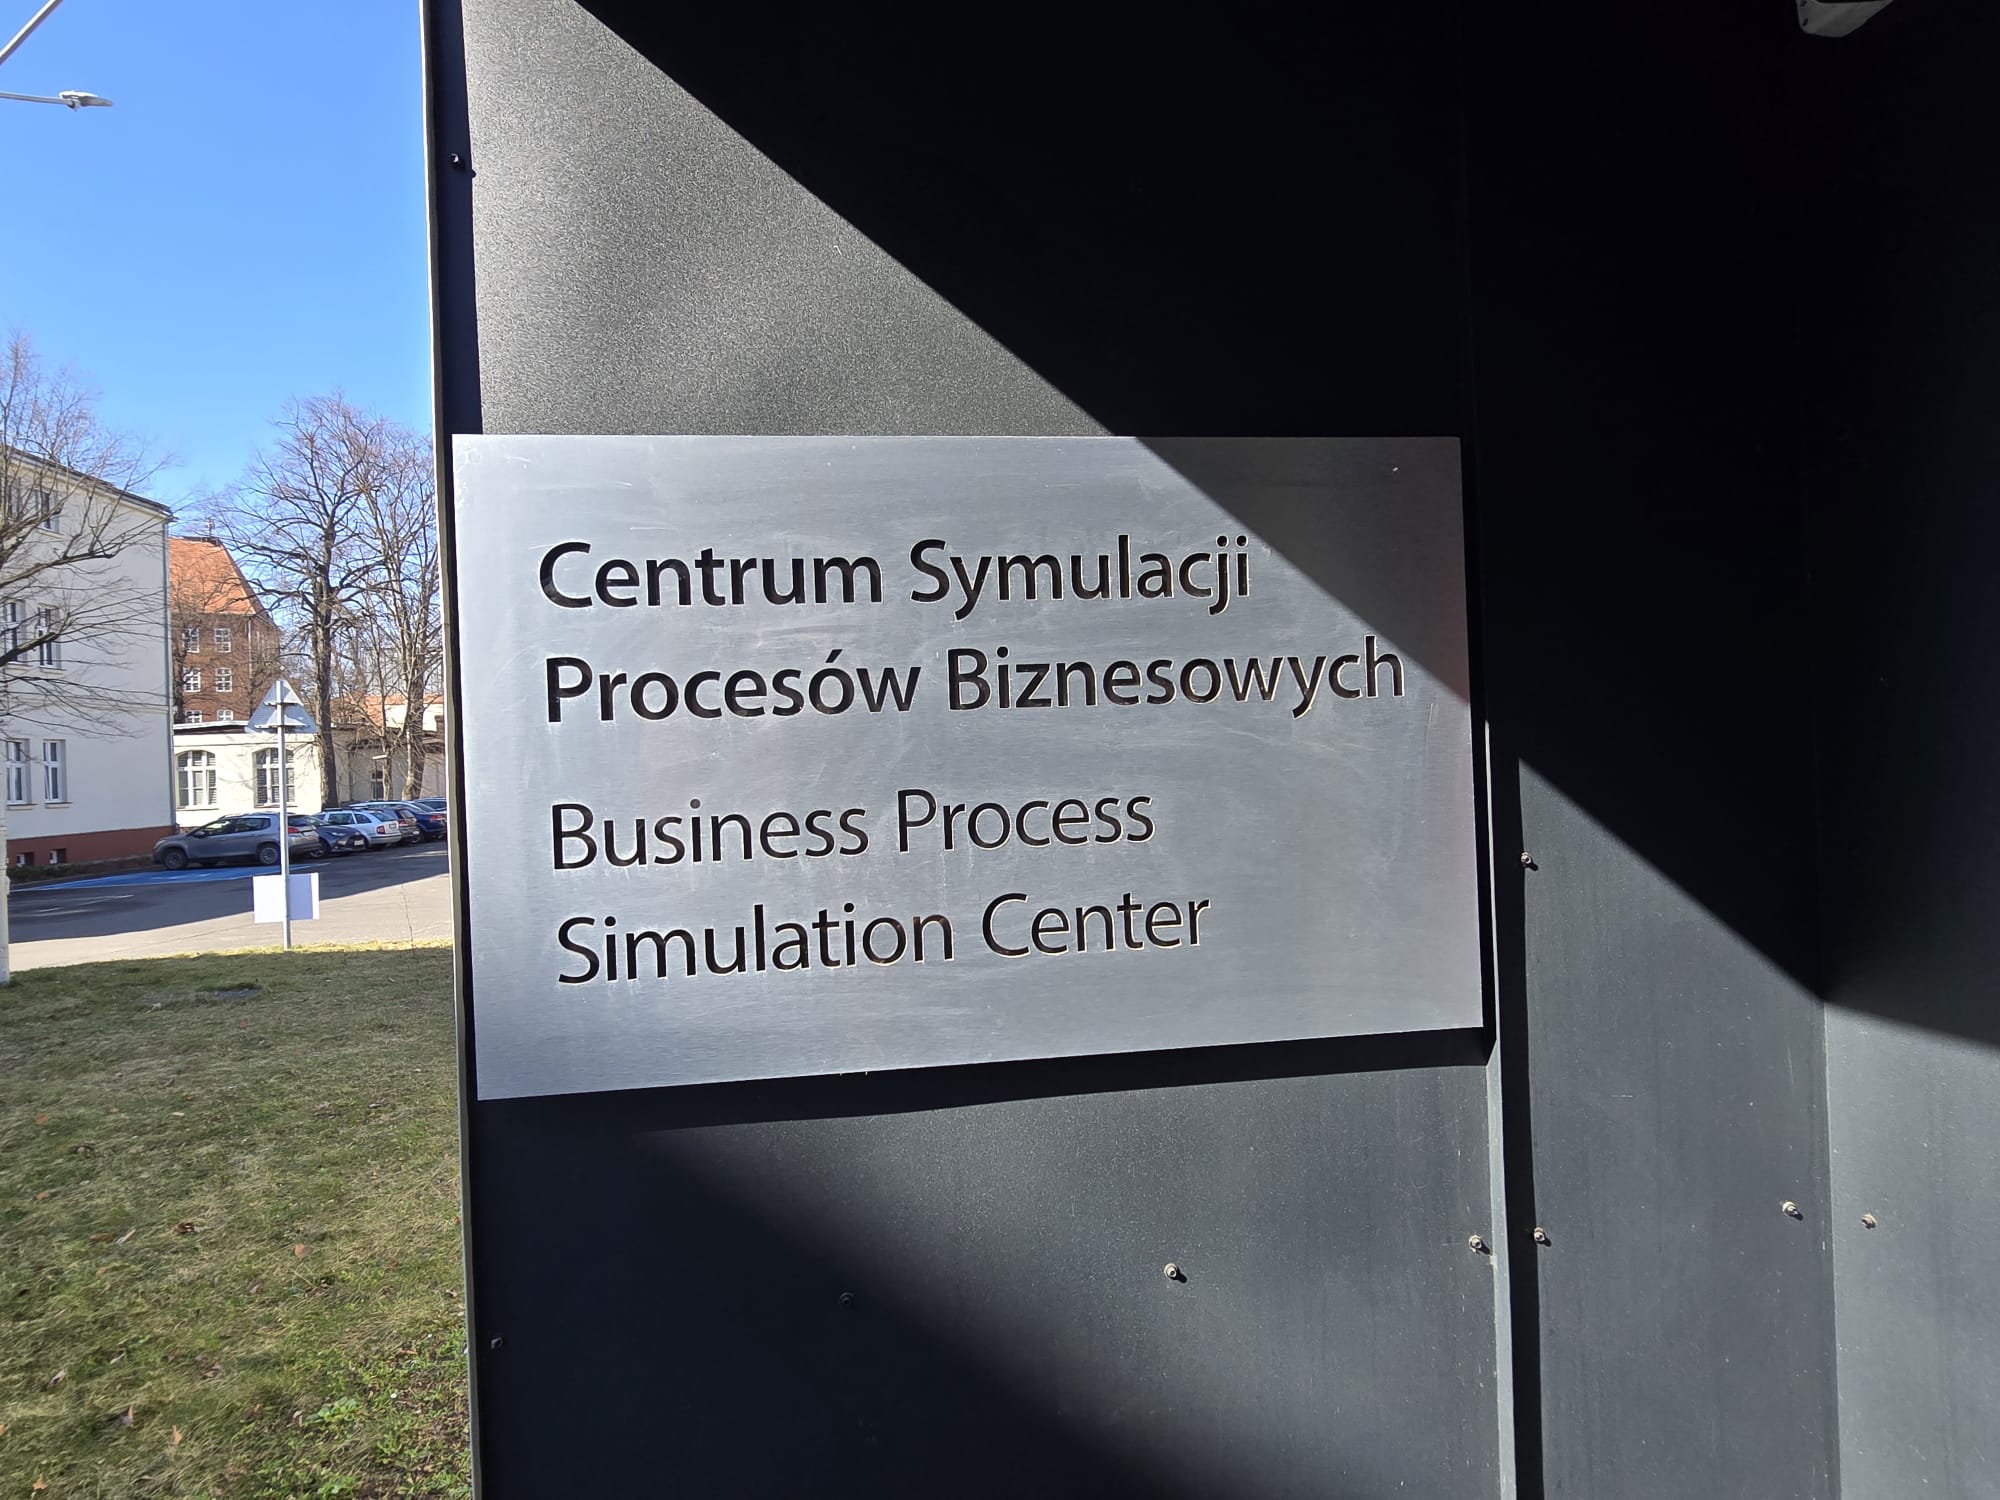 Centrum Symulacji
Procesów Biznesowych
Business Process
Simulation Center